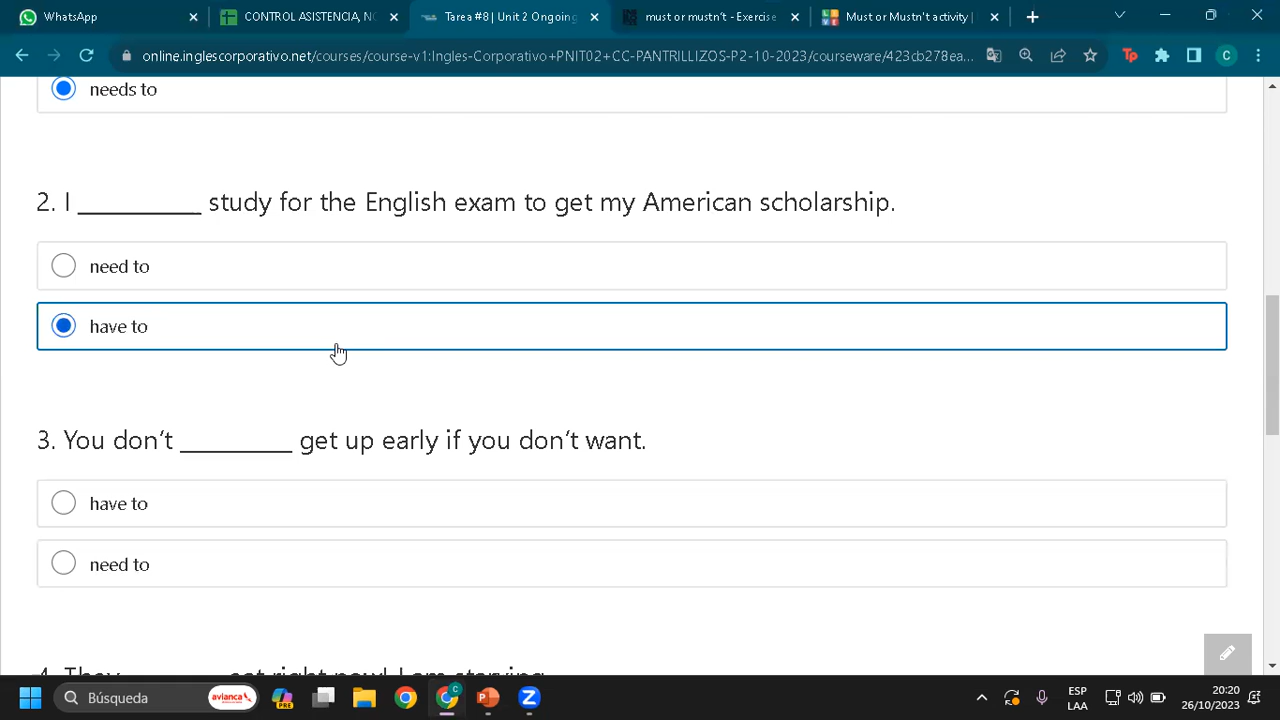 WhatsApp
CONTROL ASISTENCIA, NO
Tarea #8 | Unit 2 Ongoing
must or mustn't - Exercise
Must or Mustn't activity |
online.inglescorporativo.net/courses/course-v1:Ingles-Corporativo+PNIT02+CC-PANTRILLIZOS-P2-10-2023/courseware/423cb278ea...
needs to
2. I __________ study for the English exam to get my American scholarship.
need to
have to
3. You don't _________ get up early if you don't want.
have to
need to
Búsqueda
avianca
PRE
ESP
LAA
20:20
26/10/2023